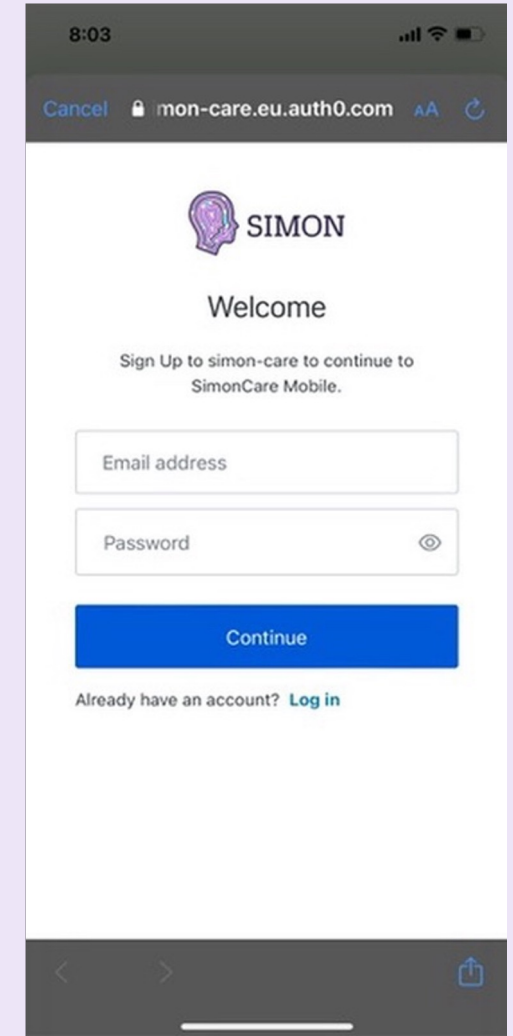 8:03
Cancel mon-care.eu.auth0.com AA
SIMON
Welcome
Sign Up to simon-care to continue to
SimonCare Mobile.
Email address
Password
Continue
Already have an account? Log in